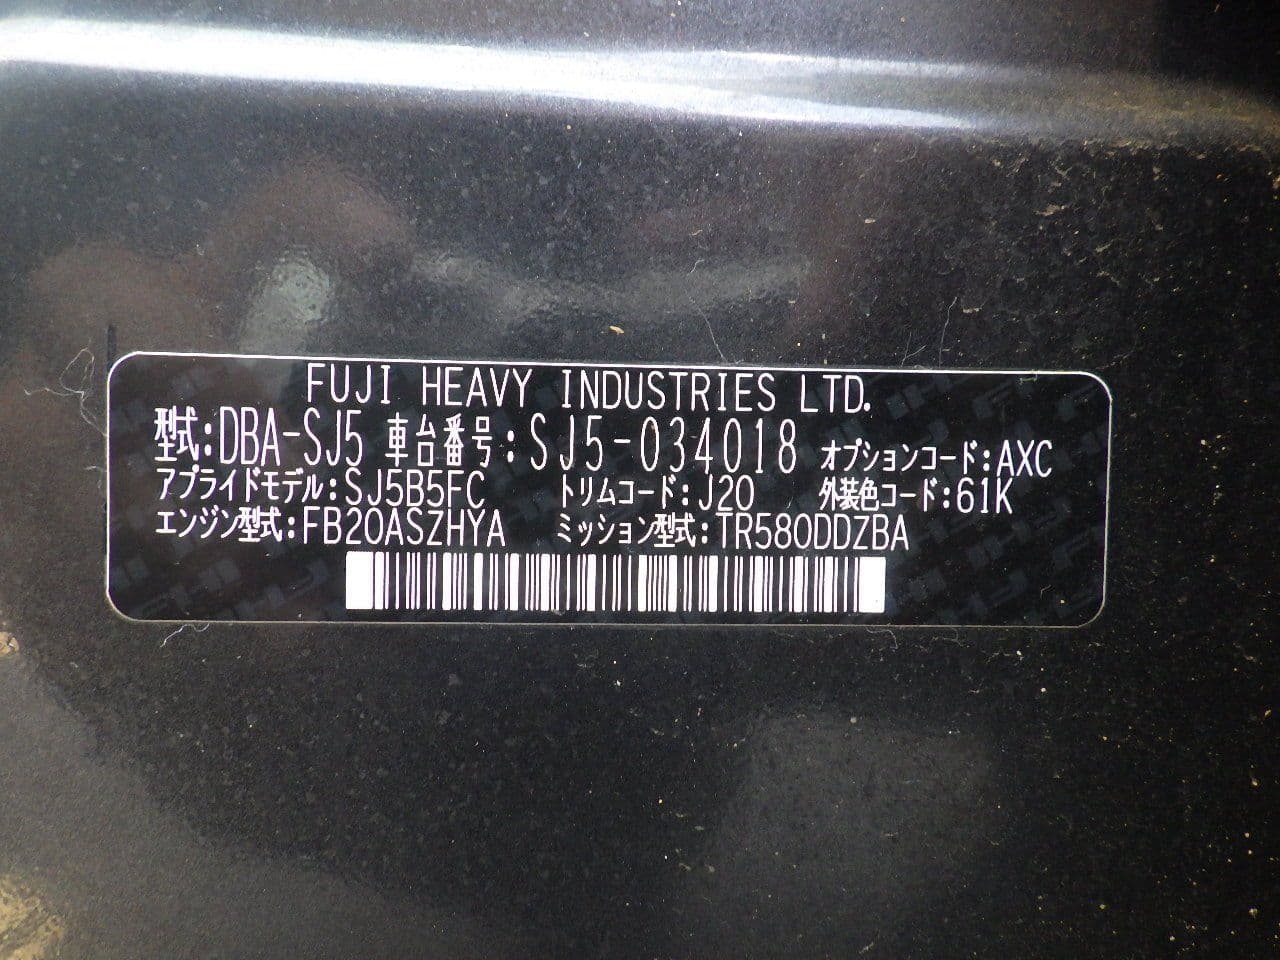 FUJI HEAVY INDUSTRIES LTD.
型式:DBA-SJ5 車台番号:SJ5-034018 オプションコード:AXC
アプライドモデル:SJ5B5FC トリムコード:J20 外装色コード:61K
エンジン型式:FB20ASZHYA ミッション型式:TR580DDZBA